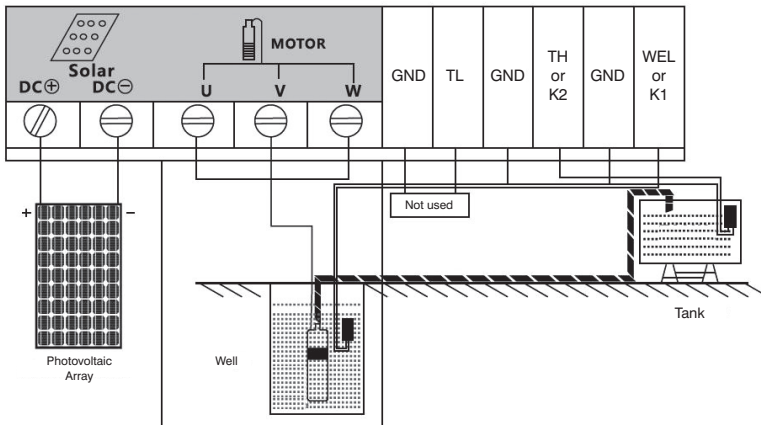 MOTOR
Solar
DC⊕ DC⊖
U V W
GND
TL
GND
TH
or
K2
GND
WEL
or
K1
+ −
Not used
Tank
Well
Photovoltaic
Array